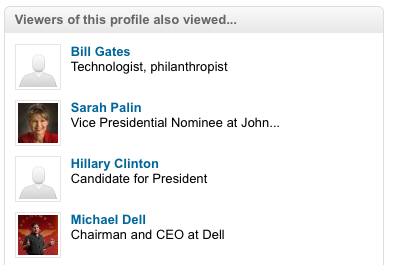 Viewers of this profile also viewed...
Bill Gates
Technologist, philanthropist
Sarah Palin
Vice Presidential Nominee at John...
Hillary Clinton
Candidate for President
Michael Dell
Chairman and CEO at Dell